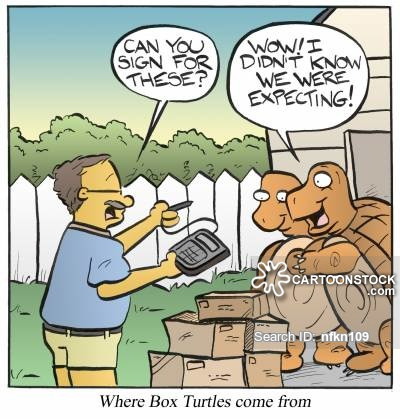 CAN YOU
SIGN FOR
THESE?
WOW! I
DIDN'T KNOW
WE WERE
EXPECTING!
CARTOONSTOCK
.com
Search ID: nfkn109
Where Box Turtles come from